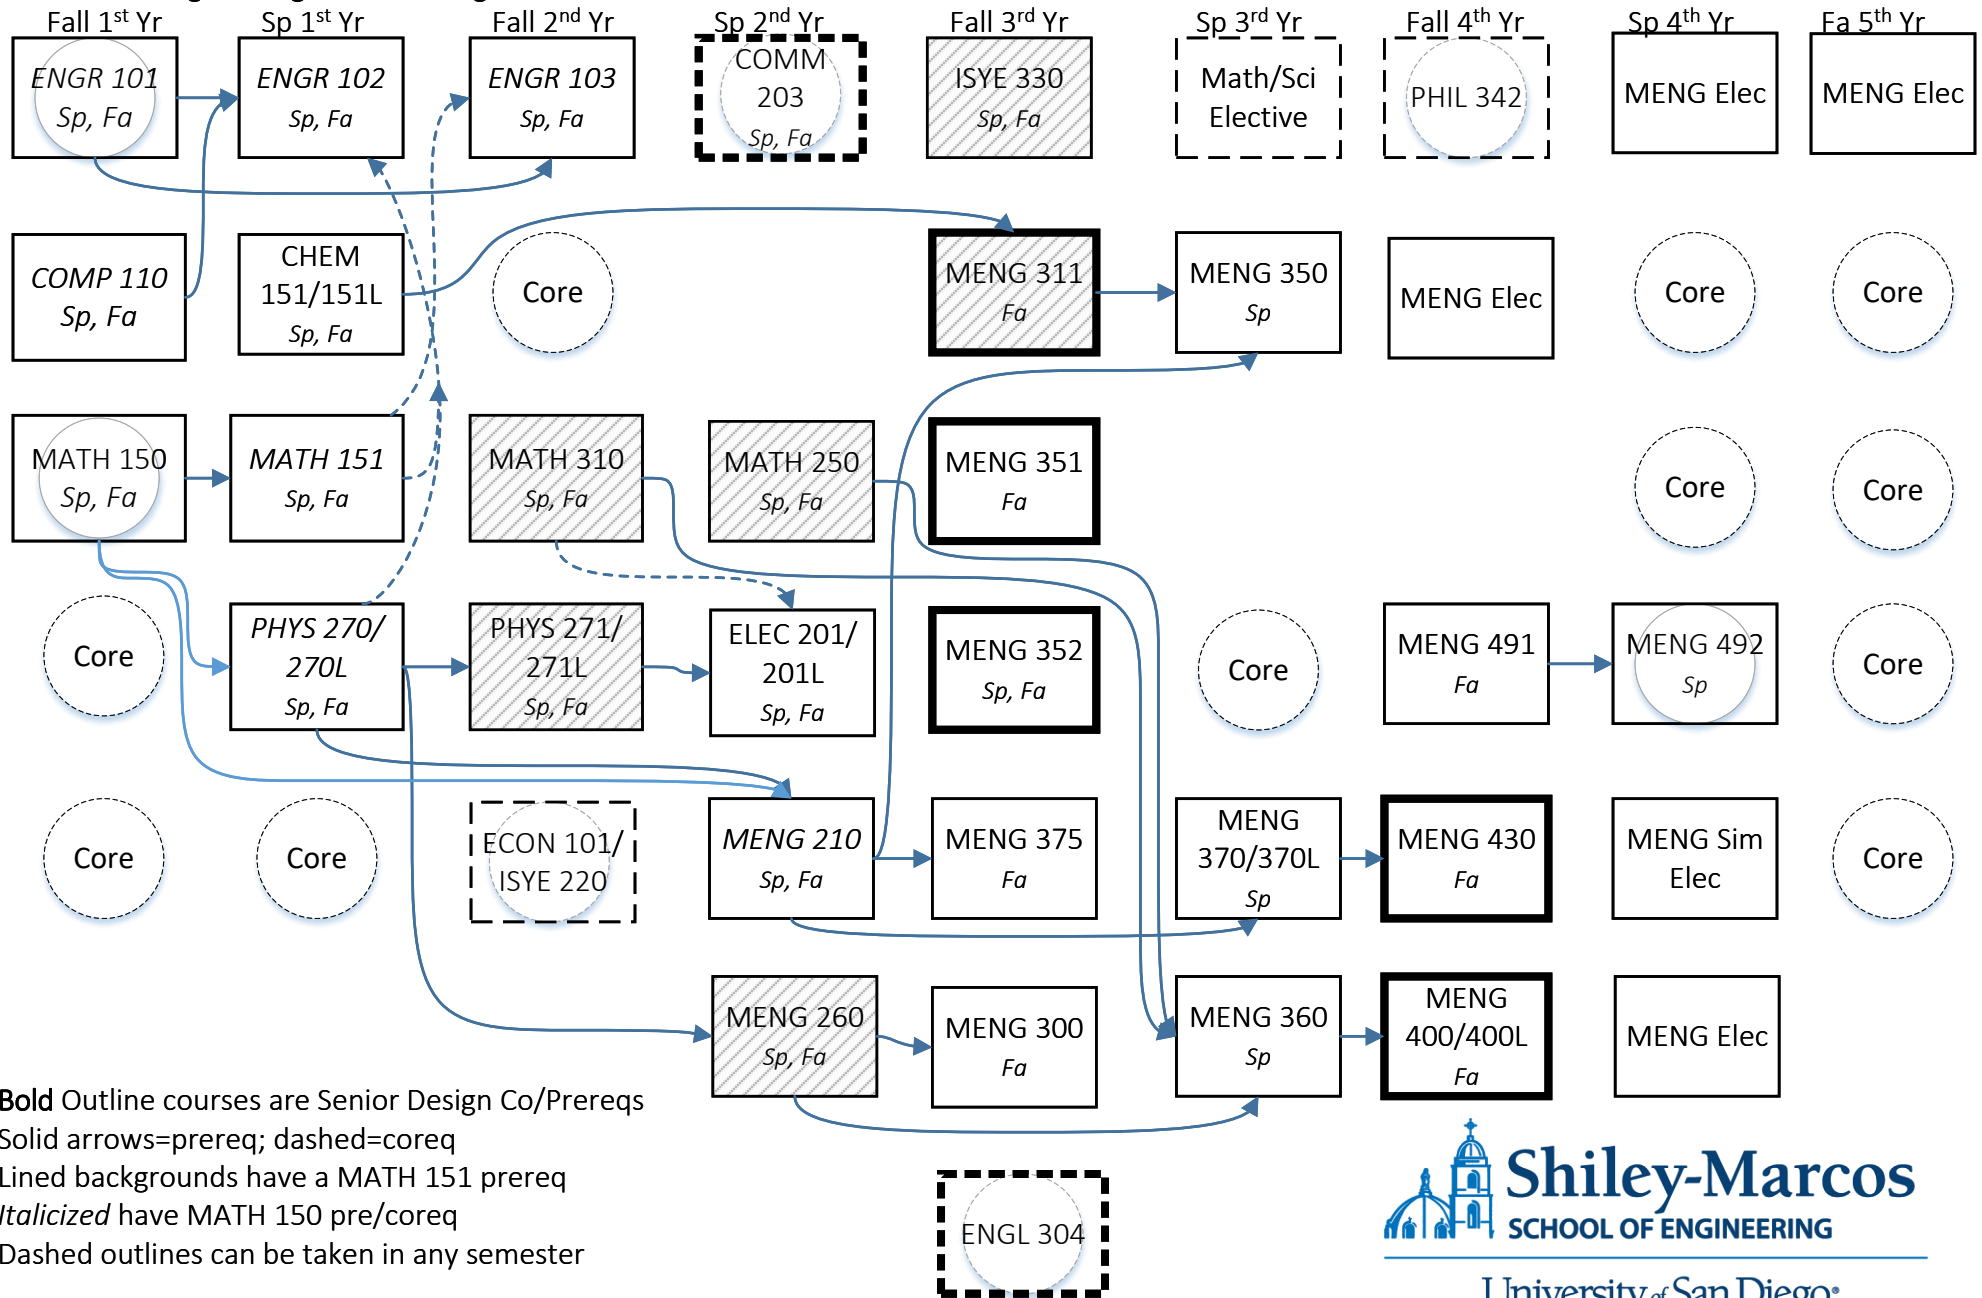 Fall 1st Yr
Sp 1st Yr
Fall 2nd Yr
Sp 2nd Yr
Fall 3rd Yr
Sp 3rd Yr
Fall 4th Yr
Sp 4th Yr
Fa 5th Yr
ENGR 101
Sp, Fa
ENGR 102
Sp, Fa
ENGR 103
Sp, Fa
COMM
203
Sp, Fa
ISYE 330
Sp, Fa
Math/Sci
Elective
PHIL 342
MENG Elec
MENG Elec
COMP 110
Sp, Fa
CHEM
151/151L
Sp, Fa
Core
MENG 311
Fa
MENG 350
Sp
MENG Elec
Core
Core
MATH 150
Sp, Fa
MATH 151
Sp, Fa
MATH 310
Sp, Fa
MATH 250
Sp, Fa
MENG 351
Fa
Core
Core
Core
PHYS 270/
270L
Sp, Fa
PHYS 271/
271L
Sp, Fa
ELEC 201/
201L
Sp, Fa
MENG 352
Sp, Fa
Core
MENG 491
Fa
MENG 492
Sp
Core
Core
Core
ECON 101/
ISYE 220
MENG 210
Sp, Fa
MENG 375
Fa
MENG
370/370L
Sp
MENG 430
Fa
MENG Sim
Elec
Core
MENG 260
Sp, Fa
MENG 300
Fa
MENG 360
Sp
MENG
400/400L
Fa
MENG Elec
Bold Outline courses are Senior Design Co/Prereqs
Solid arrows=prereq; dashed=coreq
Lined backgrounds have a MATH 151 prereq
Italicized have MATH 150 pre/coreq
Dashed outlines can be taken in any semester
ENGL 304
Shiley-Marcos
SCHOOL OF ENGINEERING
University of San Diego®